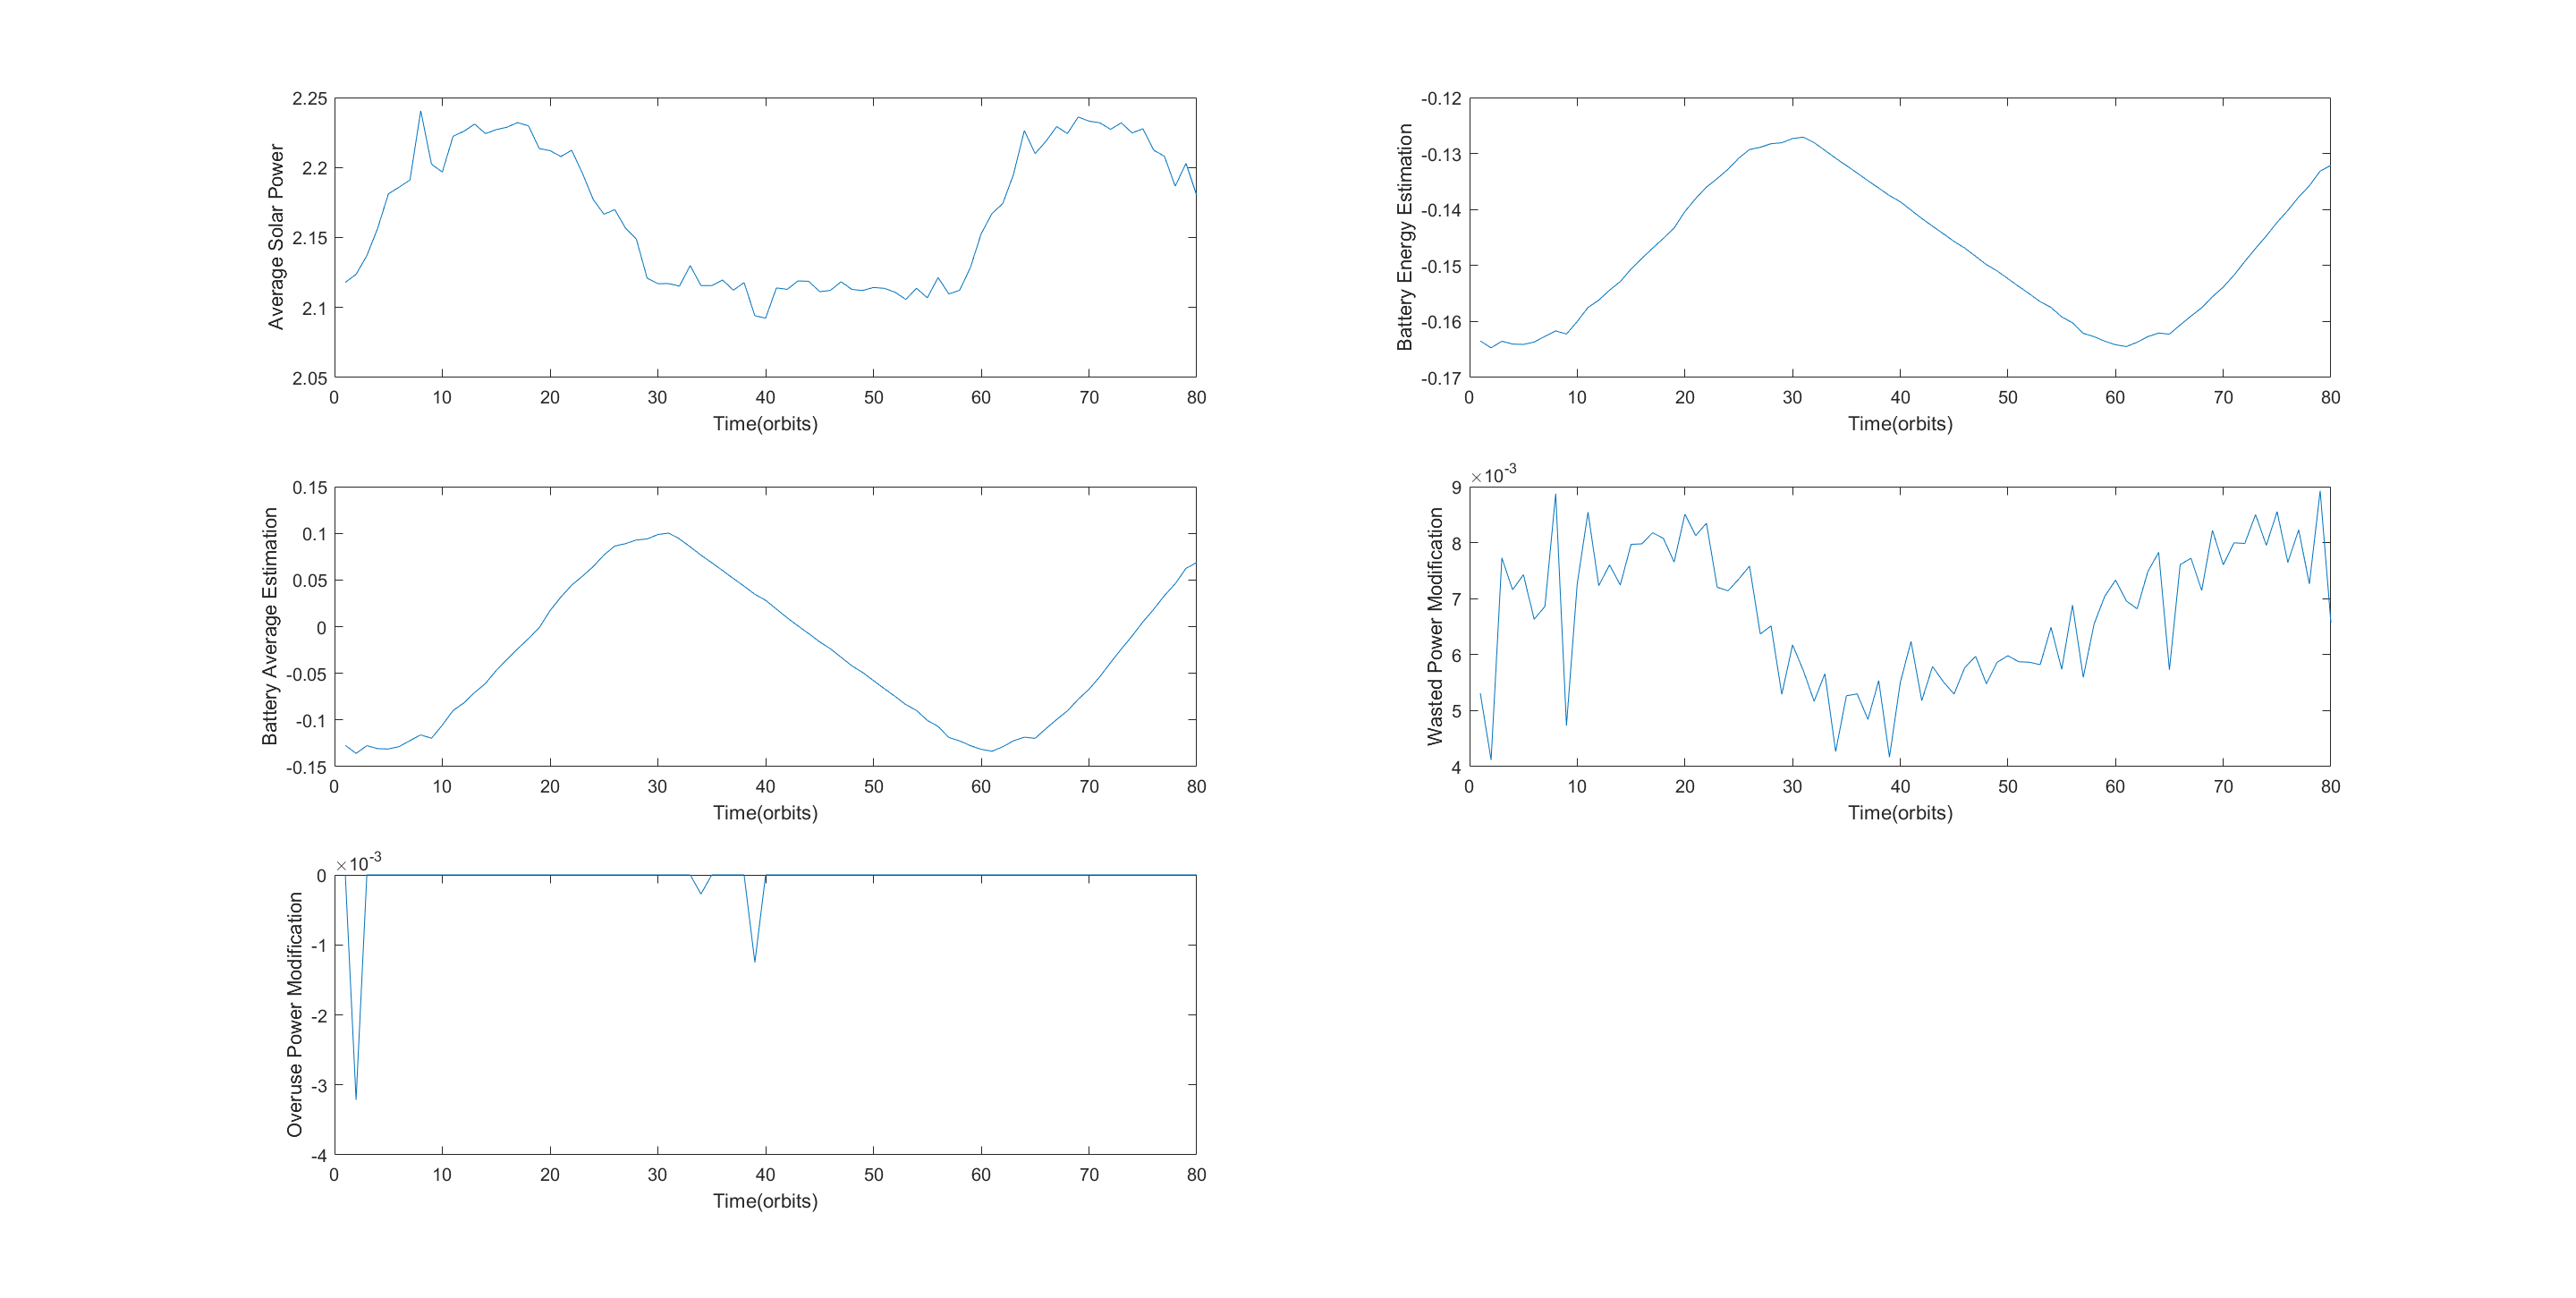 2.25
2.2
2.15
2.1
2.05
Average Solar Power
0 10 20 30 40 50 60 70 80
Time(orbits)
-0.12
-0.13
-0.14
-0.15
-0.16
-0.17
Battery Energy Estimation
0 10 20 30 40 50 60 70 80
Time(orbits)
0.15
0.1
0.05
0
-0.05
-0.1
-0.15
Battery Average Estimation
0 10 20 30 40 50 60 70 80
Time(orbits)
×10-3
9
8
7
6
5
4
Wasted Power Modification
0 10 20 30 40 50 60 70 80
Time(orbits)
×10-3
0
-1
-2
-3
-4
Overuse Power Modification
0 10 20 30 40 50 60 70 80
Time(orbits)